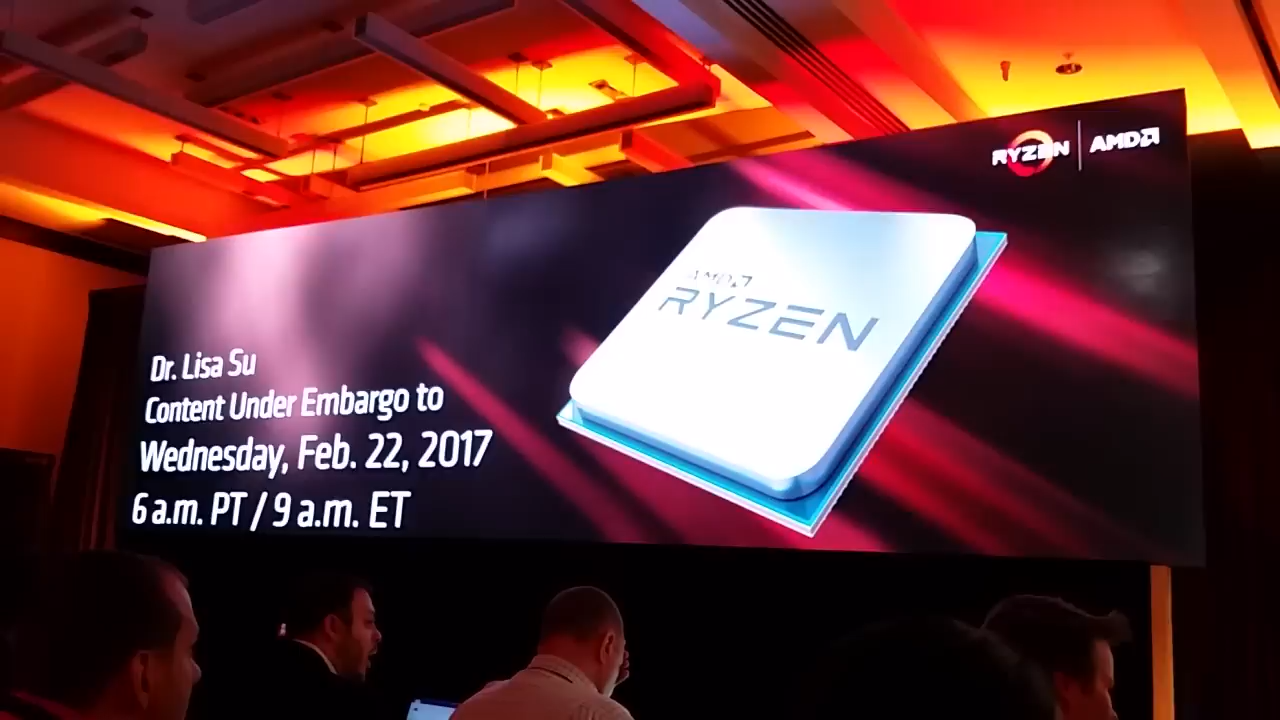 RYZEN | AMD
AMD
RYZEN
Dr. Lisa Su
Content Under Embargo to
Wednesday, Feb. 22, 2017
6 a.m. PT / 9 a.m. ET